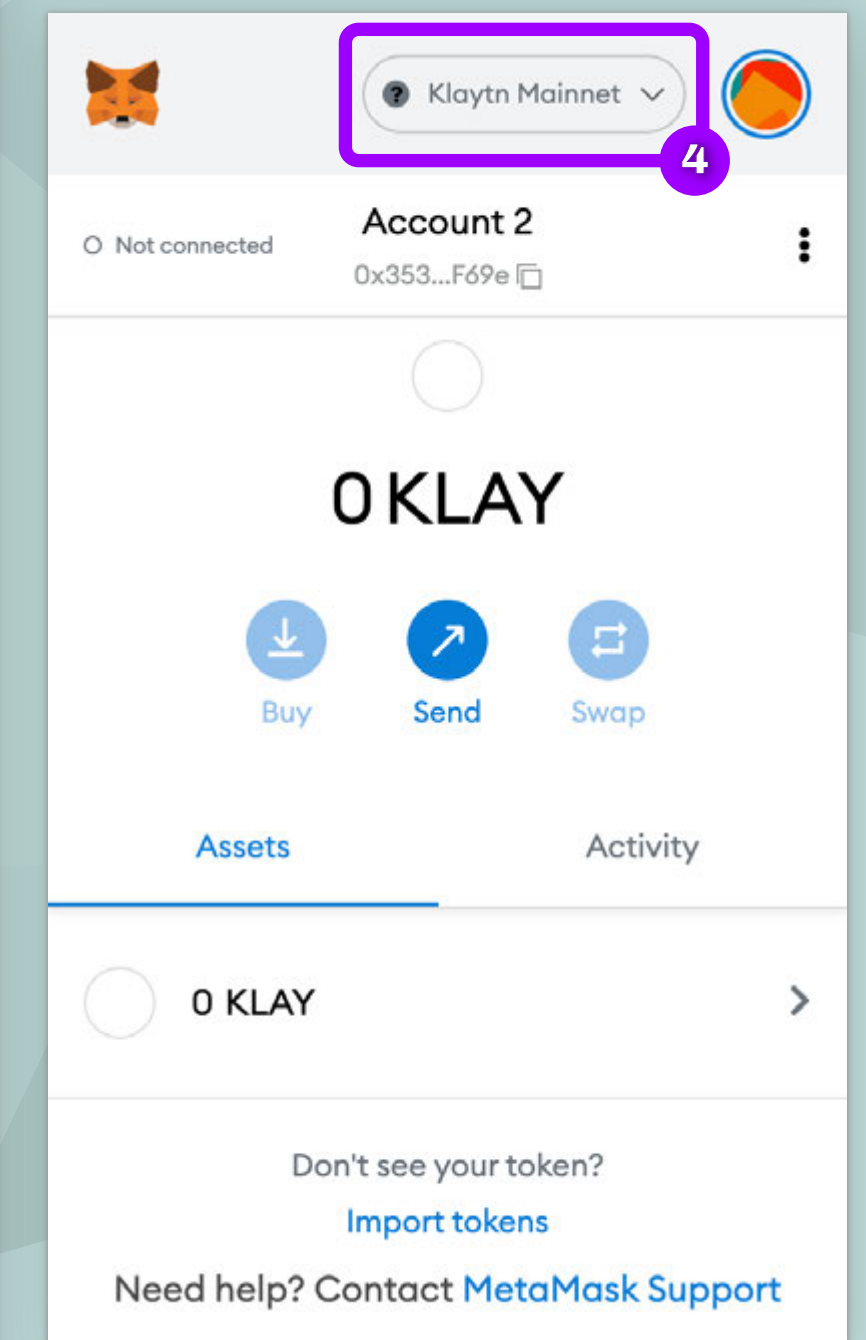 ? Klaytn Mainnet
4
Not connected
Account 2
0x353...F69e
0 KLAY
Buy
Send
Swap
Assets
Activity
0 KLAY
Don't see your token?
Import tokens
Need help? Contact MetaMask Support